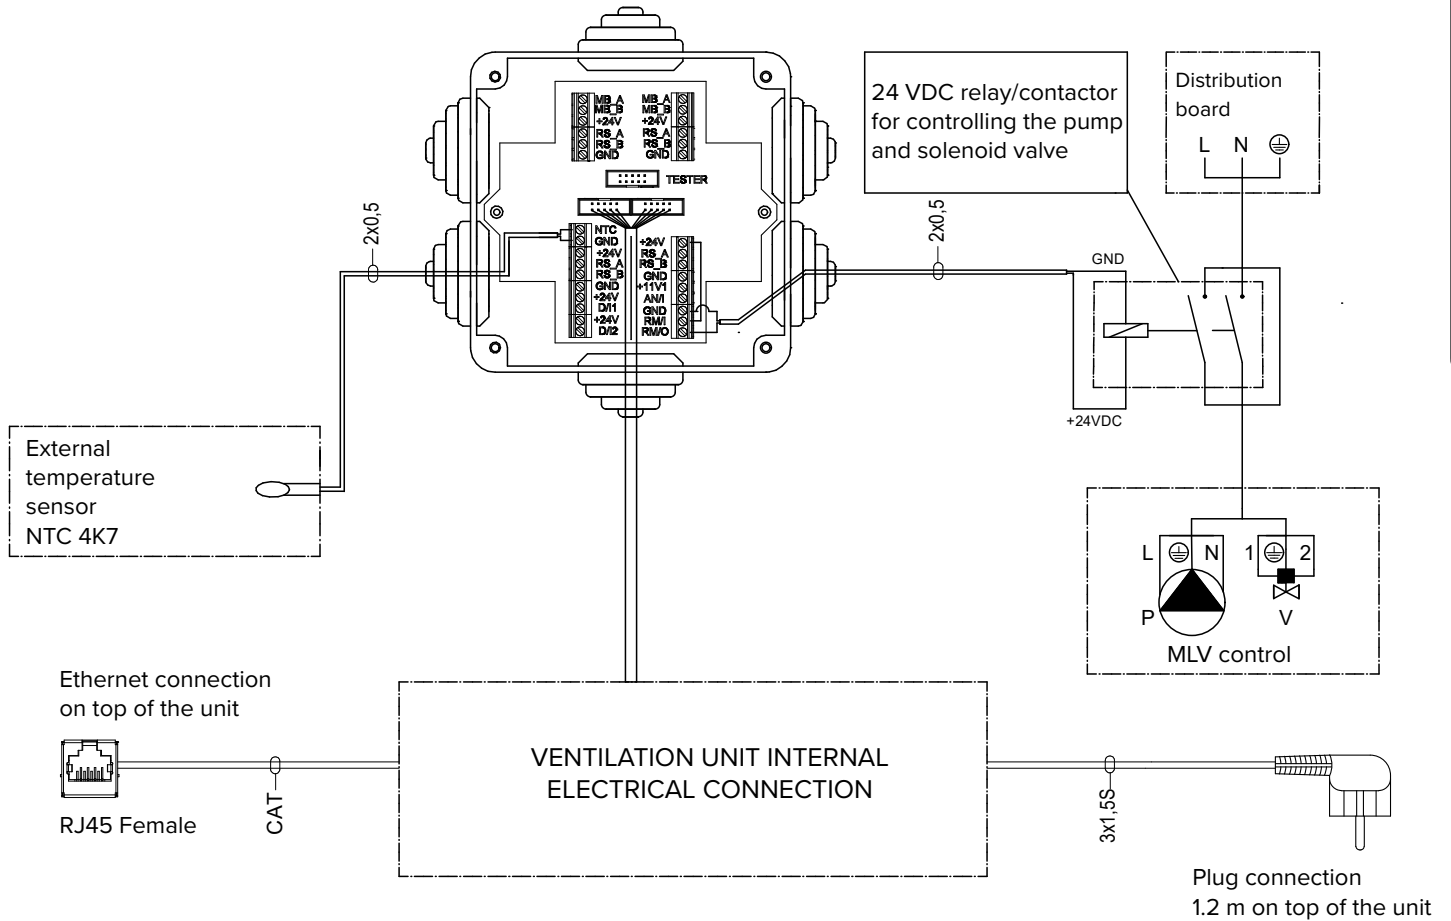 MB_A
MB_B
+24V
RS_A
RS_B
GND
MB_A
MB_B
+24V
RS_A
RS_B
GND
TESTER
NTC
GND
+24V
RS_A
RS_B
GND
+24V
D/I1
+24V
D/I2
+24V
RS_A
RS_B
GND
+11V1
AN/I
GND
RM/I
RM/O
2x0,5
2x0,5
24 VDC relay/contactor
for controlling the pump
and solenoid valve
Distribution
board
L N
GND
+24VDC
External
temperature
sensor
NTC 4K7
L N 1 2
P V
MLV control
Ethernet connection
on top of the unit
RJ45 Female
CAT
VENTILATION UNIT INTERNAL
ELECTRICAL CONNECTION
3x1,5S
Plug connection
1.2 m on top of the unit